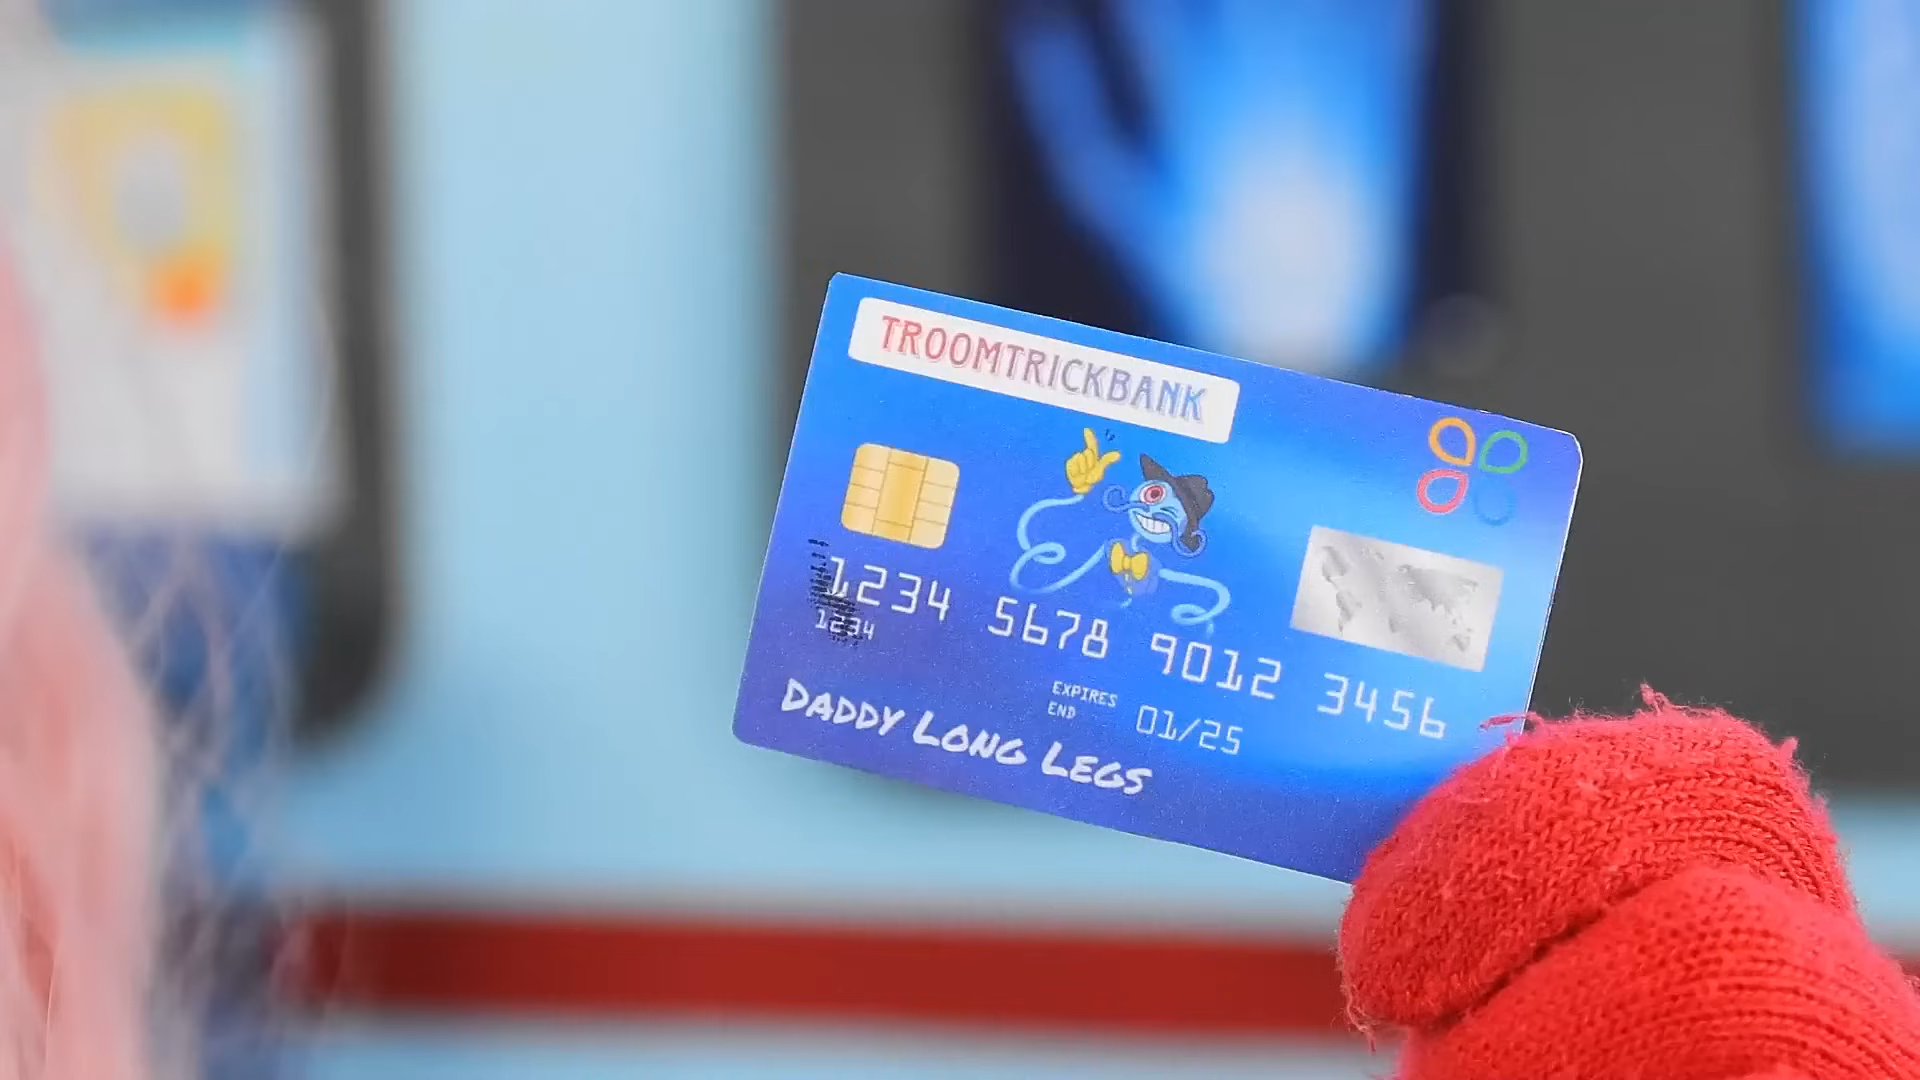 TROOMTRICKBANK
1234 5678 9012 3456
1234
EXPIRES
END
01/25
DADDY LONG LEGS